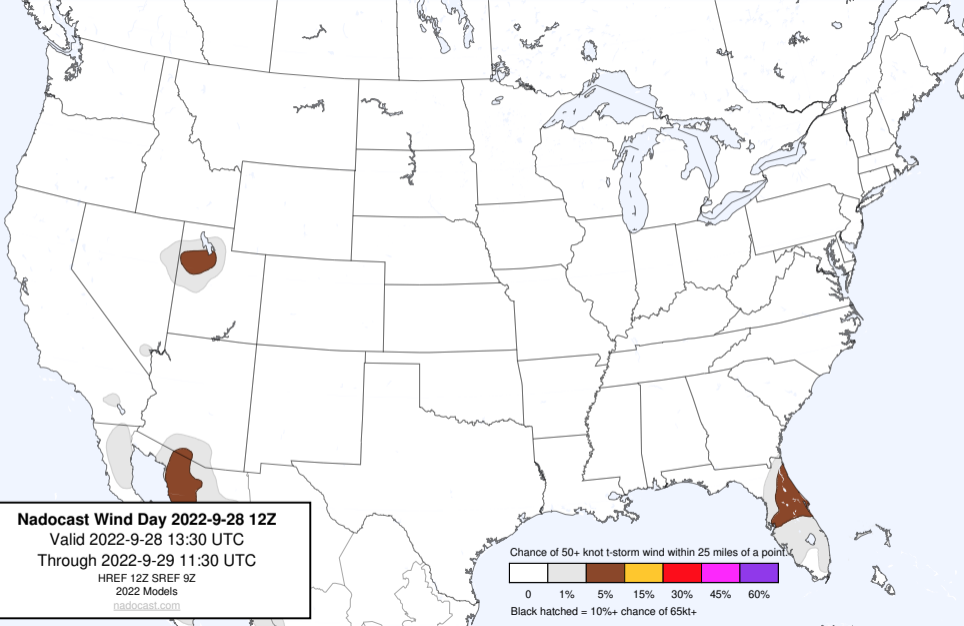 Nadocast Wind Day 2022-9-28 12Z
Valid 2022-9-28 13:30 UTC
Through 2022-9-29 11:30 UTC
HREF 12Z SREF 9Z
2022 Models
nadocast.com
Chance of 50+ knot t-storm wind within 25 miles of a point.
0 1% 5% 15% 30% 45% 60%
Black hatched = 10%+ chance of 65kt+